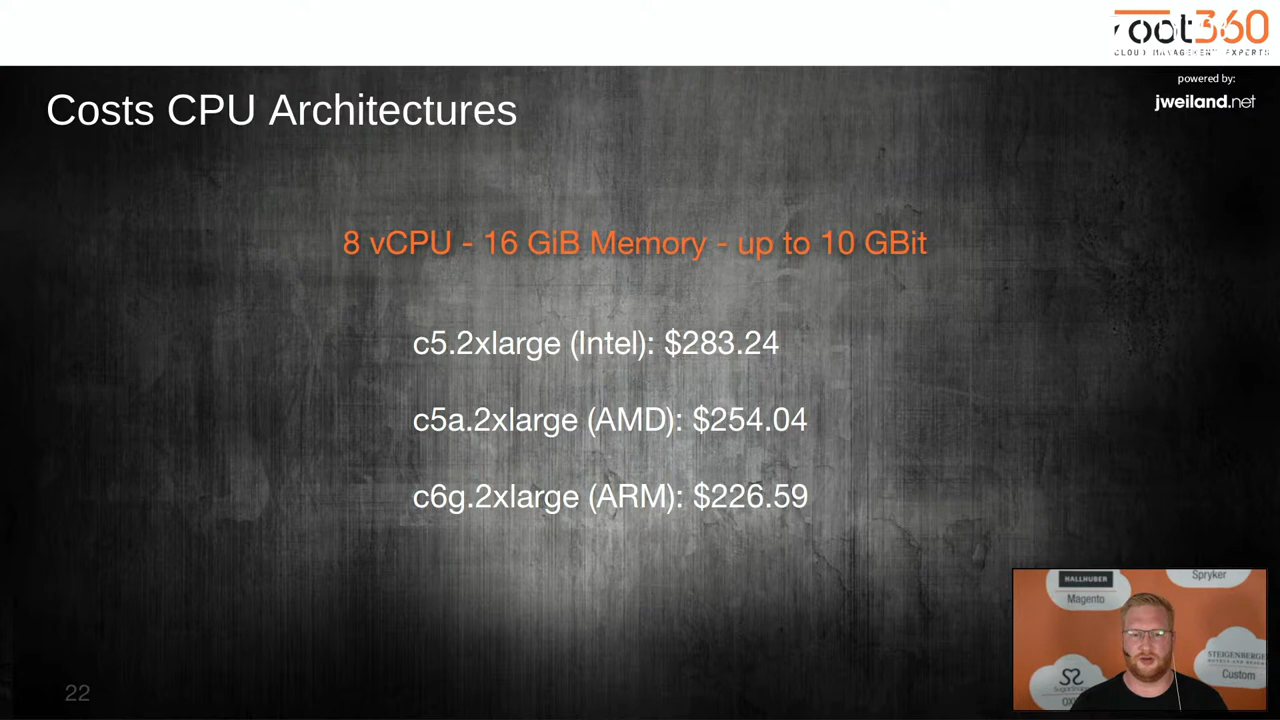 root360
CLOUD MANAGEMENT EXPERTS
powered by:
jweiland.net
Costs CPU Architectures
8 vCPU - 16 GiB Memory - up to 10 GBit
c5.2xlarge (Intel): $283.24
c5a.2xlarge (AMD): $254.04
c6g.2xlarge (ARM): $226.59
HALLHUBER
Magento
Spryker
STEIGENBERGER
Custom
22